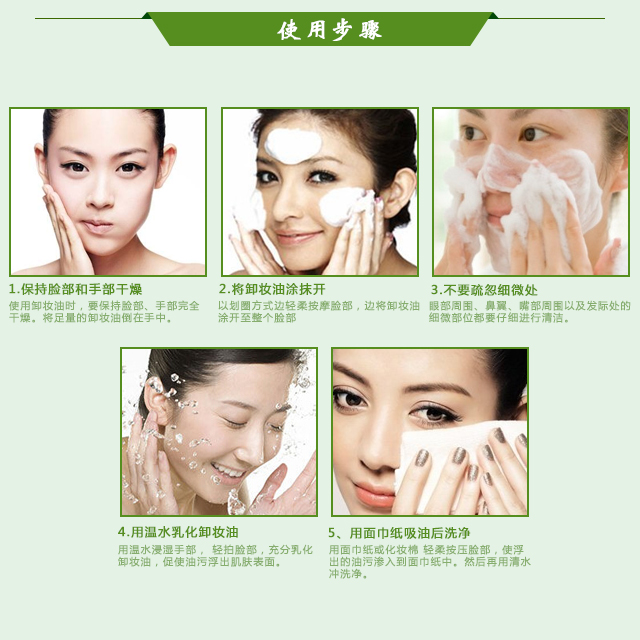 使用步骤
1.保持脸部和手部干燥
使用卸妆油时，要保持脸部、手部完全
干燥。将足量的卸妆油倒在手中。
2.将卸妆油涂抹开
以划圈方式边轻柔按摩脸部，边将卸妆油
涂开至整个脸部
3.不要疏忽细微处
眼部周围、鼻翼、嘴部周围以及发际处的
细微部位都要仔细进行清洁。
4.用温水乳化卸妆油
用温水浸湿手部， 轻拍脸部，充分乳化
卸妆油，促使油污浮出肌肤表面。
5、用面巾纸吸油后洗净
用面巾纸或化妆棉 轻柔按压脸部，使浮
出的油污渗入到面巾纸中。然后再用清水
冲洗净。